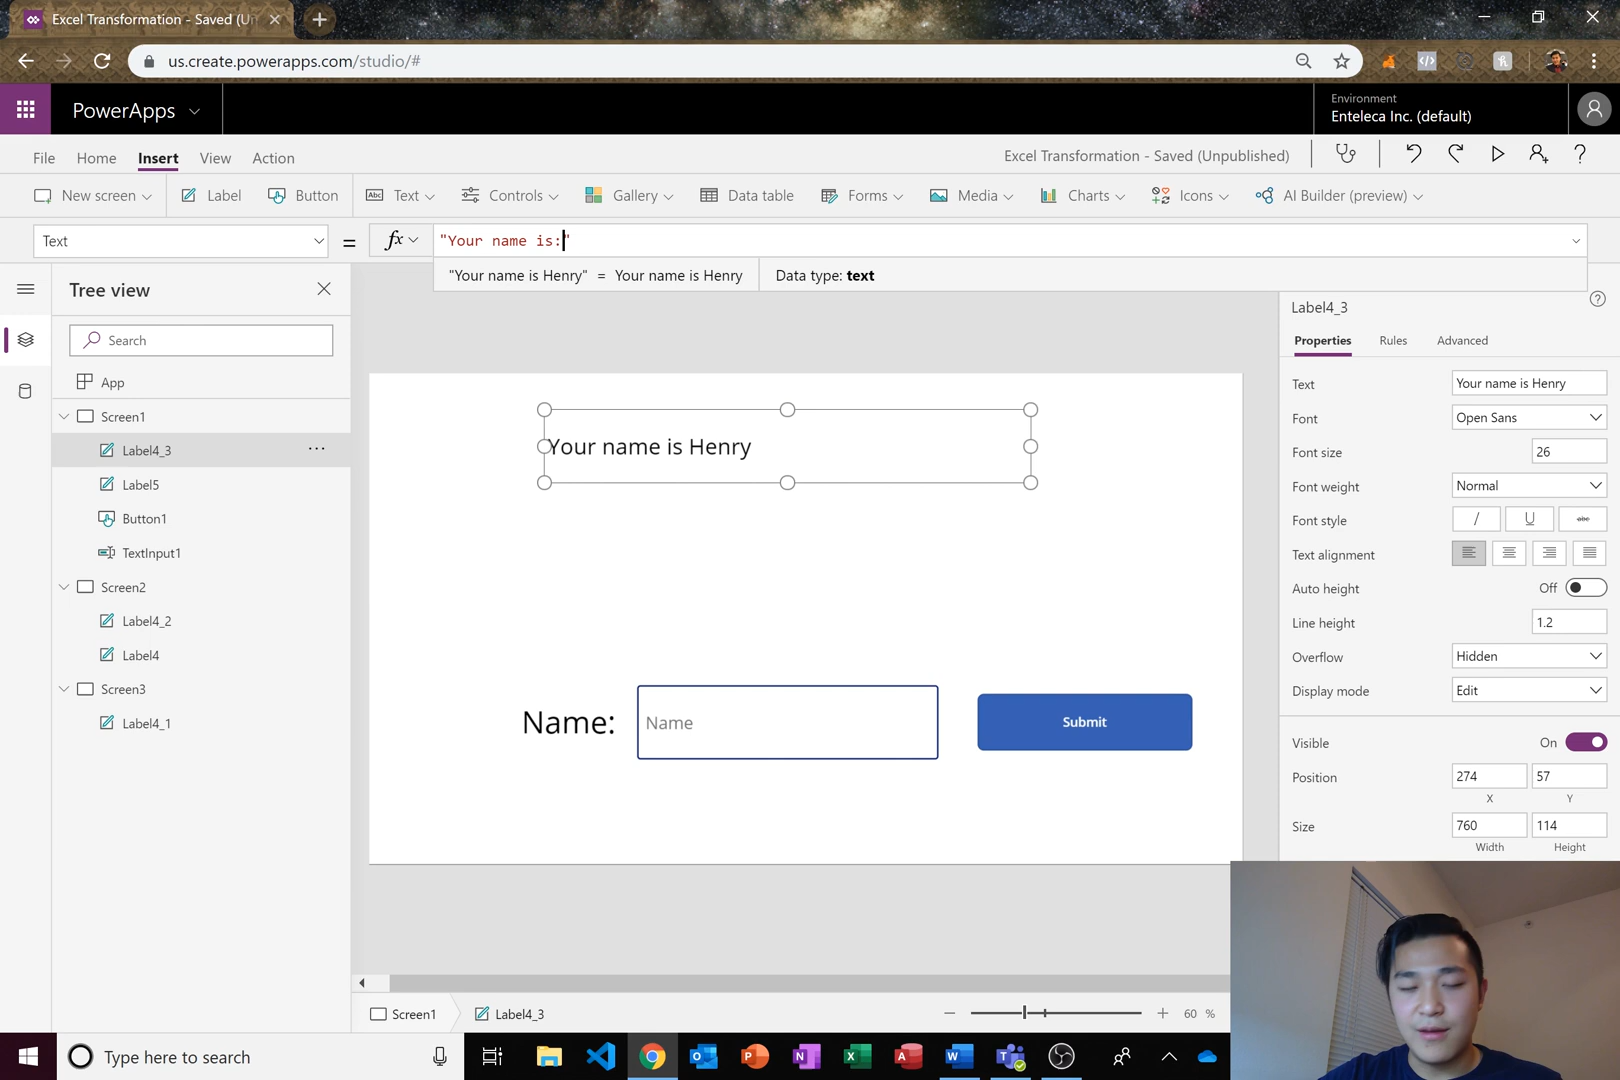 Excel Transformation - Saved (Un
us.create.powerapps.com/studio/#
PowerApps
Environment
Enteleca Inc. (default)
File Home Insert View Action
Excel Transformation - Saved (Unpublished)
New screen Label Button Text Controls Gallery Data table Forms Media Charts Icons AI Builder (preview)
Text = fx "Your name is:"
"Your name is Henry" = Your name is Henry Data type: text
Tree view
Search
App
Screen1
Label4_3
Label5
Button1
TextInput1
Screen2
Label4_2
Label4
Screen3
Label4_1
Your name is Henry
Name: Name Submit
Label4_3
Properties Rules Advanced
Text Your name is Henry
Font Open Sans
Font size 26
Font weight Normal
Font style / U abc
Text alignment
Auto height Off
Line height 1.2
Overflow Hidden
Display mode Edit
Visible On
Position 274 57
X Y
Size 760 114
Width Height
Screen1 Label4_3
60 %
Type here to search